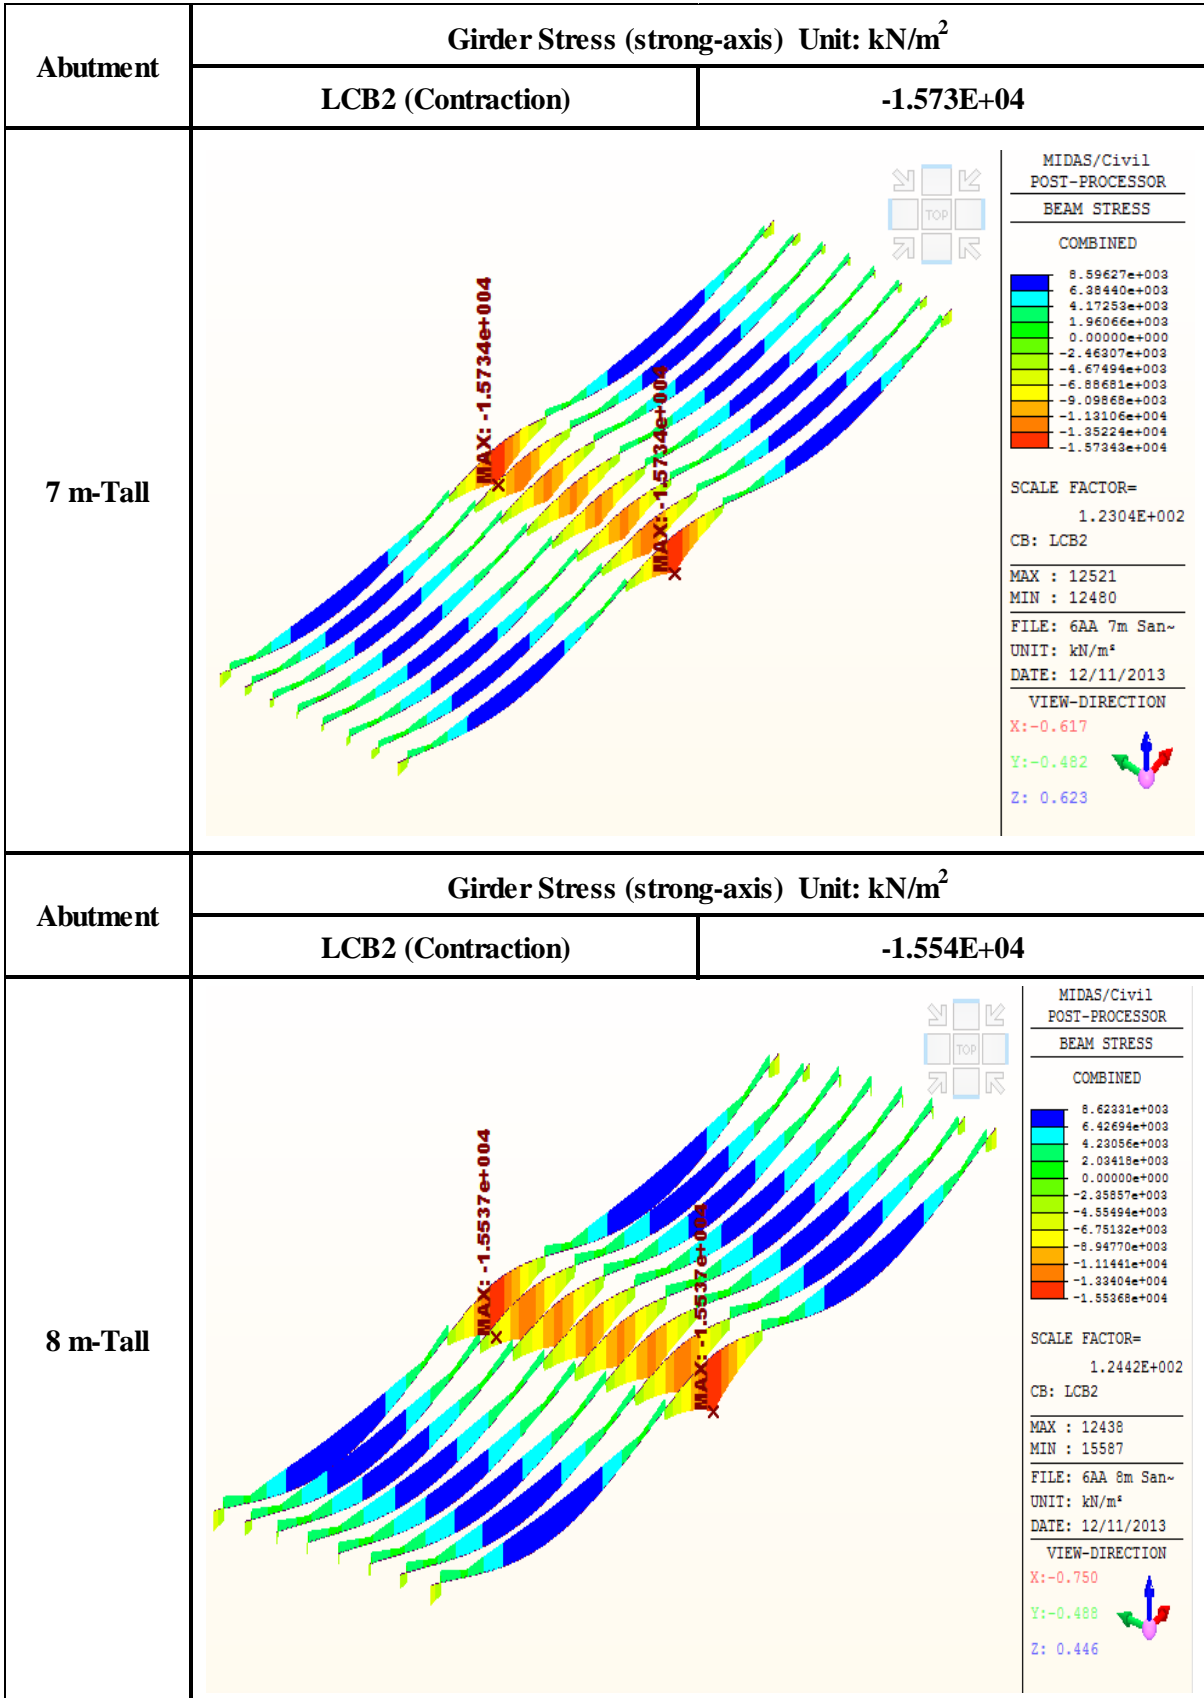 Abutment
Girder Stress (strong-axis) Unit: kN/m²
LCB2 (Contraction)
-1.573E+04
7 m-Tall
MAX: -1.5734e+004
MAX: -1.5734e+004
TOP
MIDAS/Civil
POST-PROCESSOR
BEAM STRESS
COMBINED
8.59627e+003
6.38440e+003
4.17253e+003
1.96066e+003
0.00000e+000
-2.46307e+003
-4.67494e+003
-6.88681e+003
-9.09868e+003
-1.13106e+004
-1.35224e+004
-1.57343e+004
SCALE FACTOR=
1.2304E+002
CB: LCB2
MAX : 12521
MIN : 12480
FILE: 6AA 7m San~
UNIT: kN/m²
DATE: 12/11/2013
VIEW-DIRECTION
X:-0.617
Y:-0.482
Z: 0.623
Abutment
Girder Stress (strong-axis) Unit: kN/m²
LCB2 (Contraction)
-1.554E+04
8 m-Tall
MAX: -1.5537e+004
MAX: -1.5537e+004
TOP
MIDAS/Civil
POST-PROCESSOR
BEAM STRESS
COMBINED
8.62331e+003
6.42694e+003
4.23056e+003
2.03418e+003
0.00000e+000
-2.35857e+003
-4.55494e+003
-6.75132e+003
-8.94770e+003
-1.11441e+004
-1.33404e+004
-1.55368e+004
SCALE FACTOR=
1.2442E+002
CB: LCB2
MAX : 12438
MIN : 15587
FILE: 6AA 8m San~
UNIT: kN/m²
DATE: 12/11/2013
VIEW-DIRECTION
X:-0.750
Y:-0.488
Z: 0.446